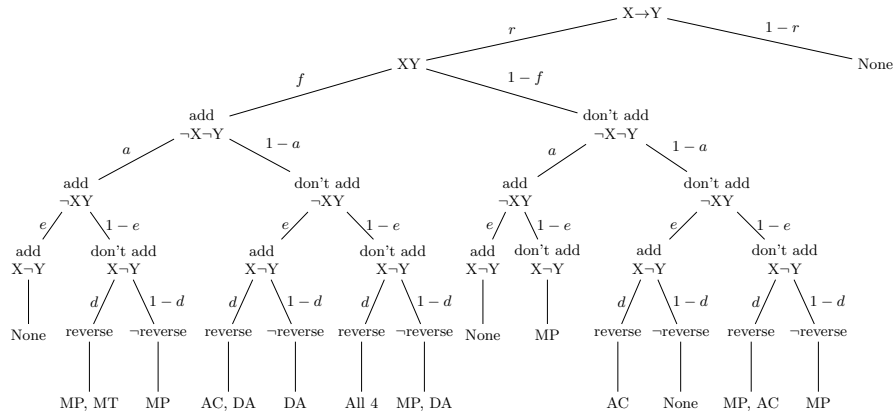 X→Y
r
1 − r
XY
None
f
1 − f
add
¬X¬Y
don't add
¬X¬Y
a
1 − a
a
1 − a
add
¬XY
don't add
¬XY
add
¬XY
don't add
¬XY
e
1 − e
e
1 − e
e
1 − e
e
1 − e
add
X¬Y
don't add
X¬Y
add
X¬Y
don't add
X¬Y
add
X¬Y
don't add
X¬Y
add
X¬Y
don't add
X¬Y
d
1 − d
d
1 − d
d
1 − d
d
1 − d
d
1 − d
None
reverse
¬reverse
reverse
¬reverse
reverse
¬reverse
None
MP
reverse
¬reverse
reverse
¬reverse
MP, MT
MP
AC, DA
DA
All 4
MP, DA
AC
None
MP, AC
MP